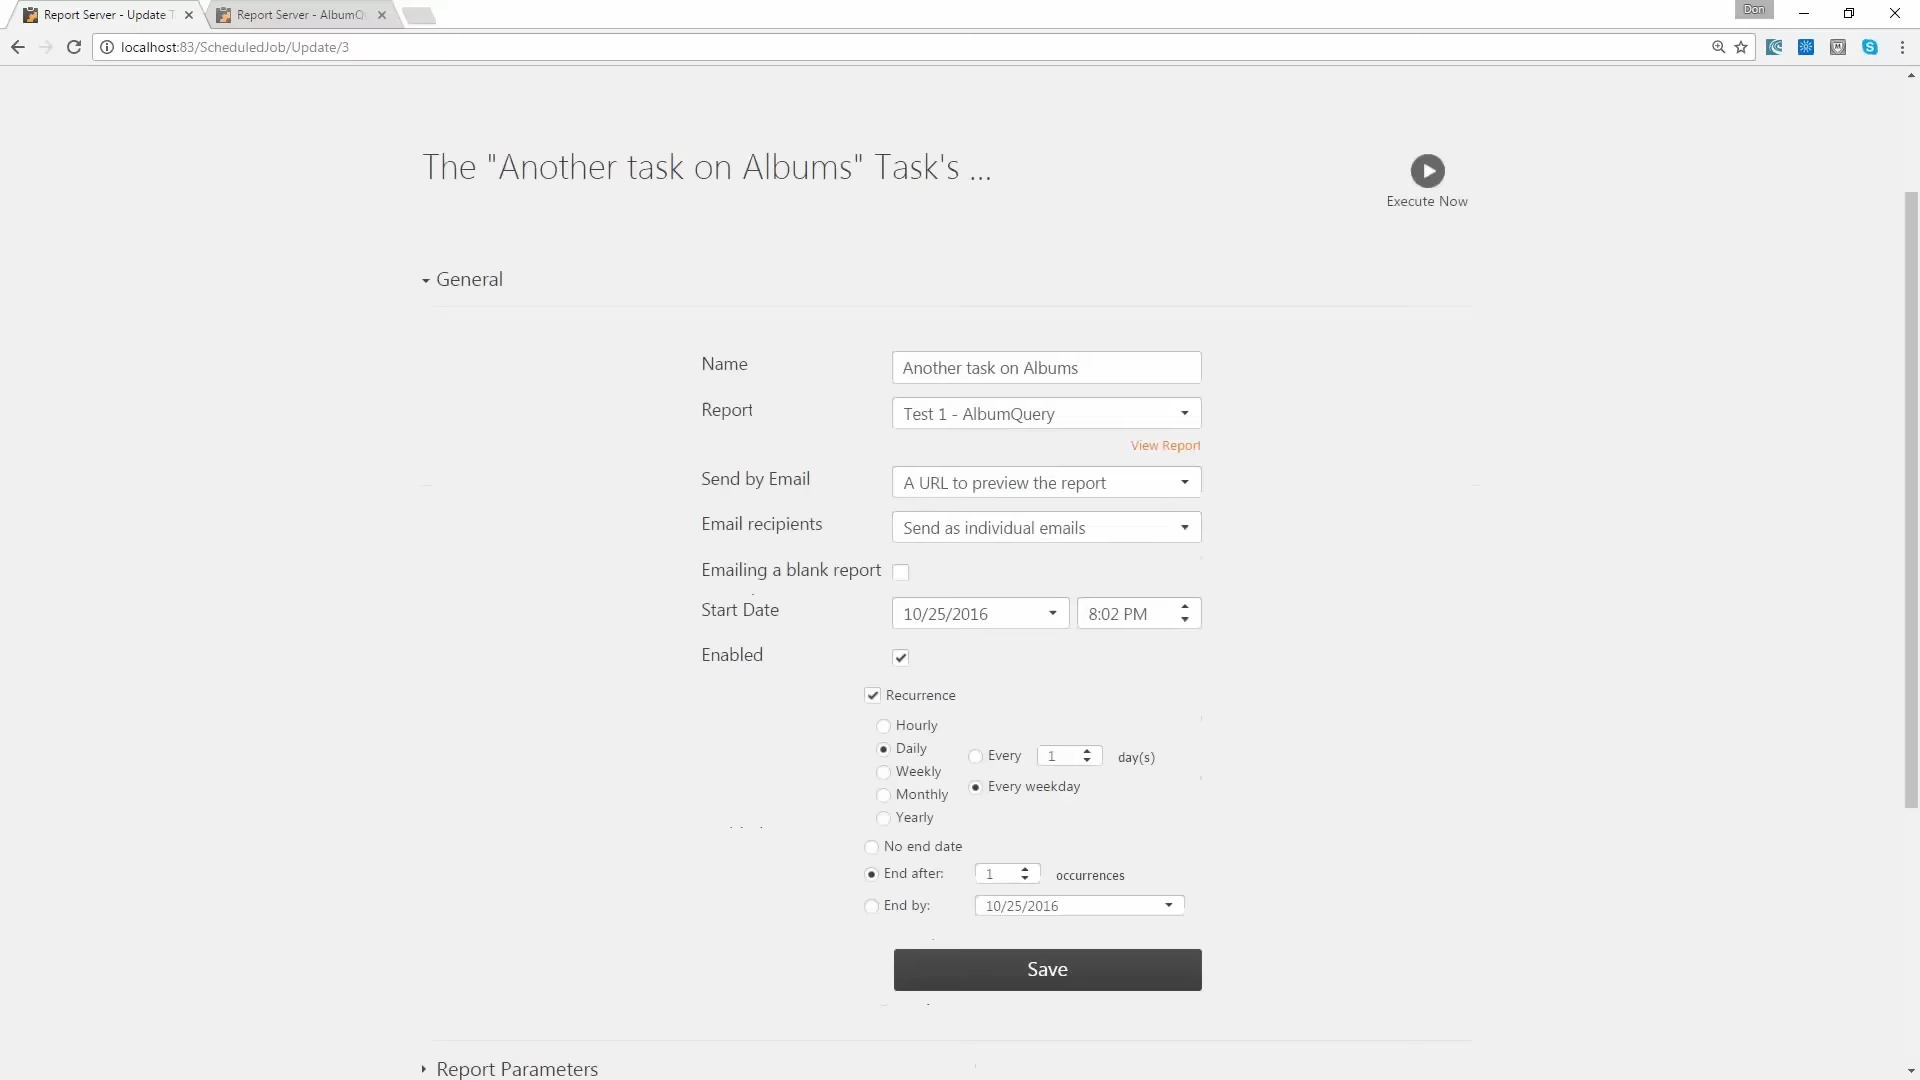 Report Server - Update T
Report Server - AlbumQ
Don
localhost:83/ScheduledJob/Update/3
The "Another task on Albums" Task's ...
Execute Now
General
Name
Another task on Albums
Report
Test 1 - AlbumQuery
View Report
Send by Email
A URL to preview the report
Email recipients
Send as individual emails
Emailing a blank report
Start Date
10/25/2016
8:02 PM
Enabled
Recurrence
Hourly
Daily
Weekly
Monthly
Yearly
Every 1 day(s)
Every weekday
No end date
End after: 1 occurrences
End by: 10/25/2016
Save
Report Parameters